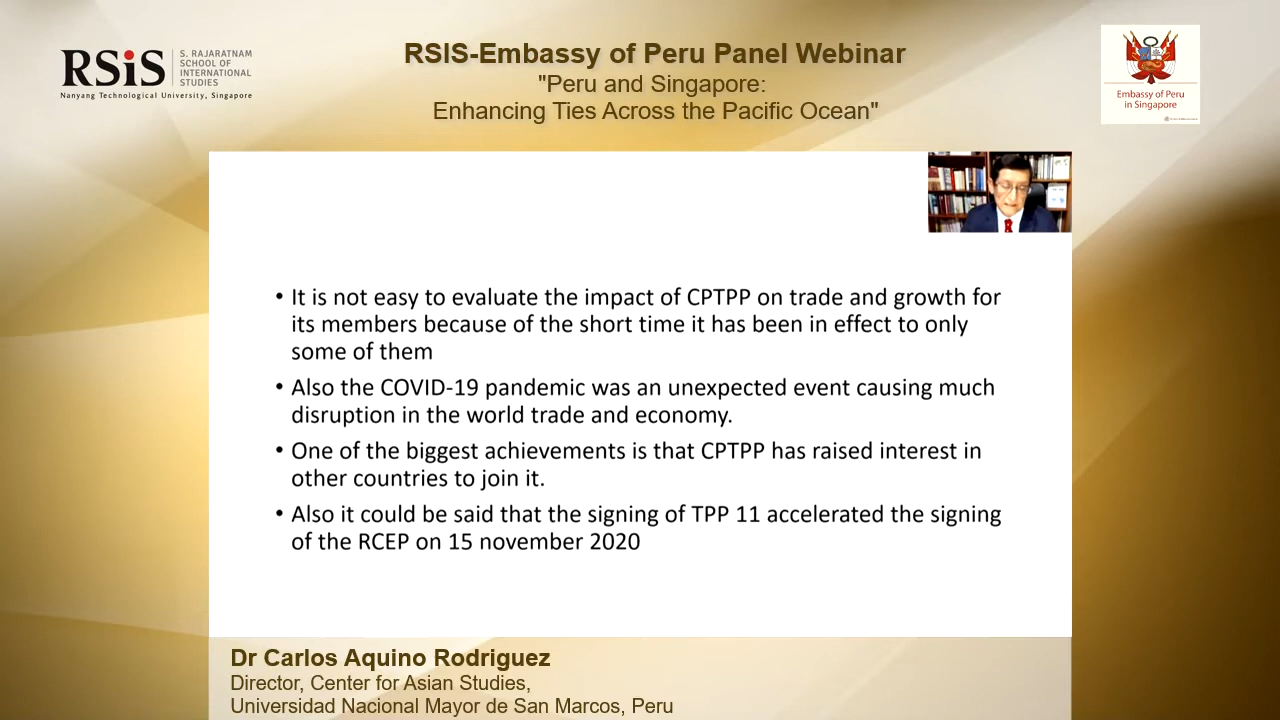 RSiS
S. RAJARATNAM
SCHOOL OF
INTERNATIONAL
STUDIES
Nanyang Technological University, Singapore
RSIS-Embassy of Peru Panel Webinar
"Peru and Singapore:
Enhancing Ties Across the Pacific Ocean"
Embassy of Peru
in Singapore
• It is not easy to evaluate the impact of CPTPP on trade and growth for
its members because of the short time it has been in effect to only
some of them
• Also the COVID-19 pandemic was an unexpected event causing much
disruption in the world trade and economy.
• One of the biggest achievements is that CPTPP has raised interest in
other countries to join it.
• Also it could be said that the signing of TPP 11 accelerated the signing
of the RCEP on 15 november 2020
Dr Carlos Aquino Rodriguez
Director, Center for Asian Studies,
Universidad Nacional Mayor de San Marcos, Peru